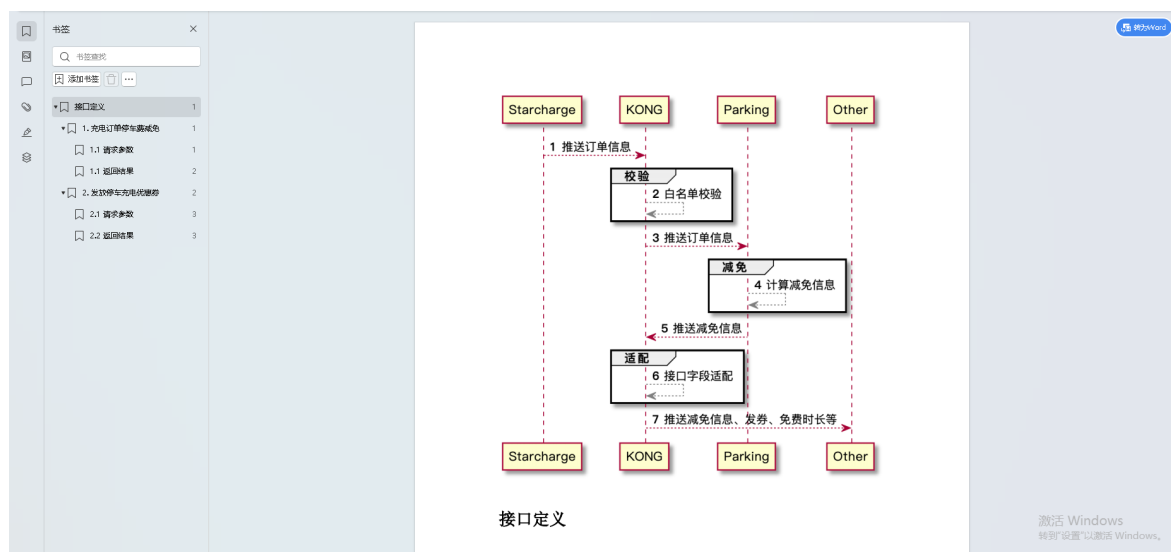 书签
书签查找
添加书签
接口定义 1
1. 充电订单停车费减免 1
1.1 请求参数 1
1.1 返回结果 2
2. 发放停车充电优惠券 2
2.1 请求参数 3
2.2 返回结果 3
转为Word
Starcharge KONG Parking Other
1 推送订单信息
校验
2 白名单校验
3 推送订单信息
减免
4 计算减免信息
5 推送减免信息
适配
6 接口字段适配
7 推送减免信息、发券、免费时长等
Starcharge KONG Parking Other
接口定义
激活 Windows
转到"设置"以激活 Windows。